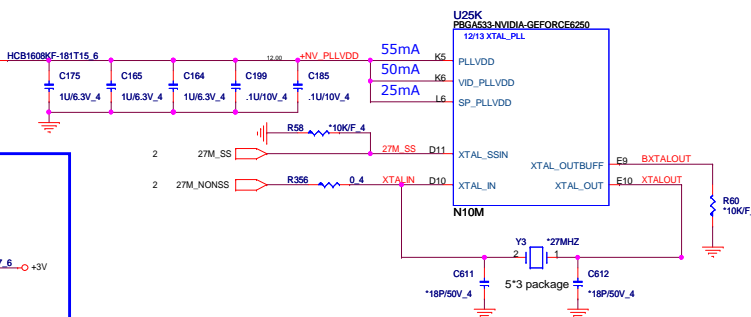 U25K
PBGA533-NVIDIA-GEFORCE6250
12/13 XTAL_PLL
HCB1608KF-181T15_6
12,00
+NV_PLLVDD
55mA
K5
PLLVDD
50mA
K6
VID_PLLVDD
25mA
L6
SP_PLLVDD
C175
C165
C164
C199
C185
1U/6.3V_4
1U/6.3V_4
1U/6.3V_4
.1U/10V_4
.1U/10V_4
R58
*10K/F_4
2
27M_SS
27M_SS
D11
XTAL_SSIN
2
27M_NONSS
R356
0_4
XTALIN
D10
XTAL_IN
XTAL_OUTBUFF
E9
BXTALOUT
XTAL_OUT
E10
XTALOUT
N10M
R60
*10K/F_
Y3
*27MHZ
2
1
C611
5*3 package
C612
*18P/50V_4
*18P/50V_4
7_6
+3V